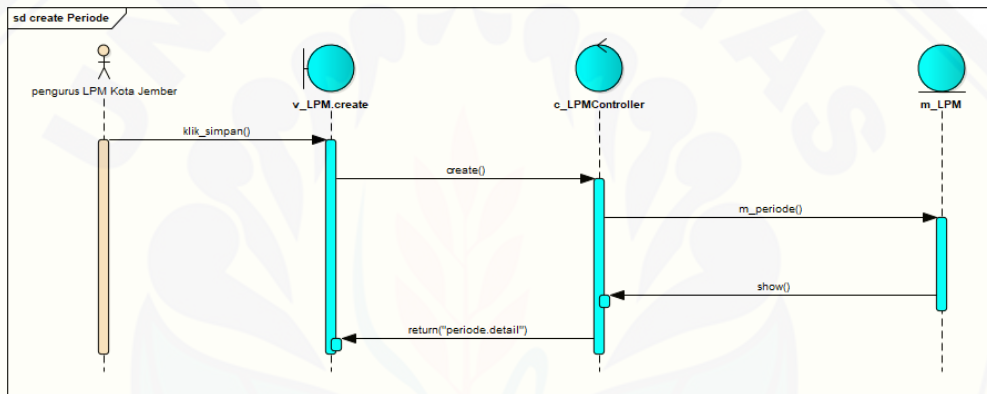 sd create Periode
pengurus LPM Kota Jember
v_LPM.create
c_LPMController
m_LPM
klik_simpan()
create()
m_periode()
show()
return("periode.detail")